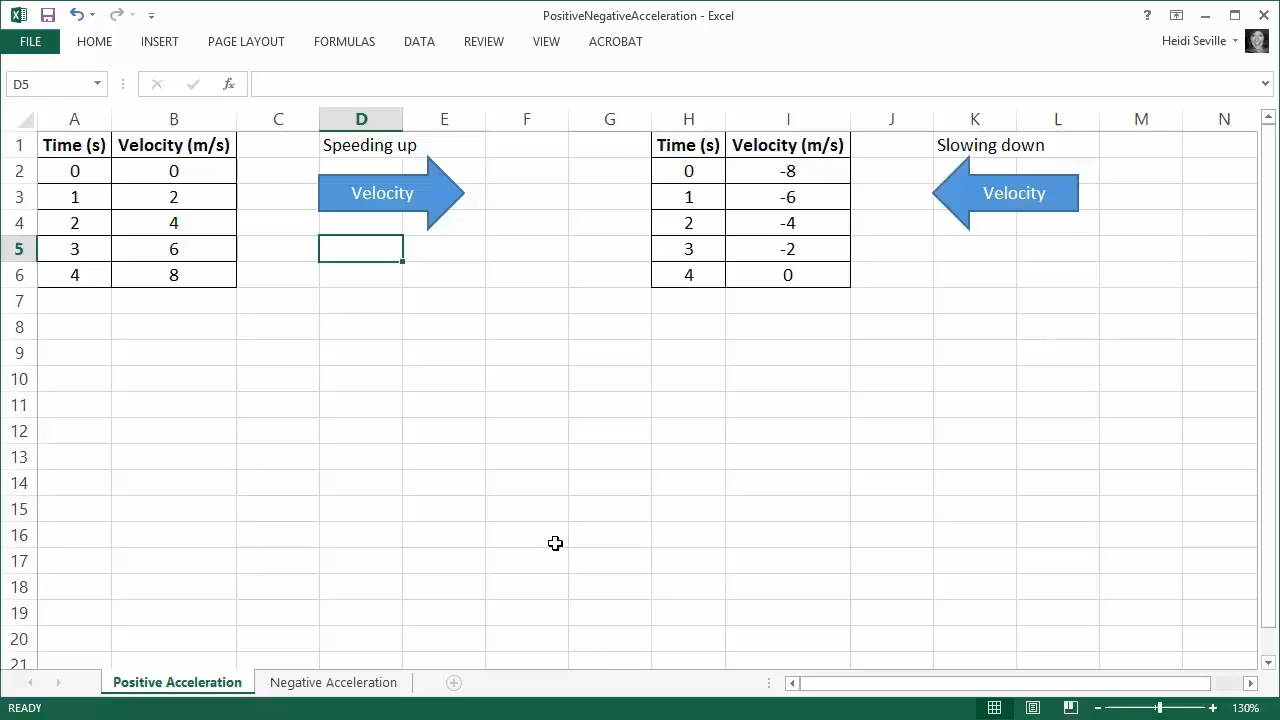 PositiveNegativeAcceleration - Excel
?
FILE HOME INSERT PAGE LAYOUT FORMULAS DATA REVIEW VIEW ACROBAT Heidi Seville
D5 fx
A B C D E F G H I J K L M N
1 Time (s) Velocity (m/s) Speeding up Time (s) Velocity (m/s) Slowing down
2 0 0 0 -8
3 1 2 Velocity 1 -6 Velocity
4 2 4 2 -4
5 3 6 3 -2
6 4 8 4 0
7
8
9
10
11
12
13
14
15
16
17
18
19
20
21
Positive Acceleration Negative Acceleration
READY 130%